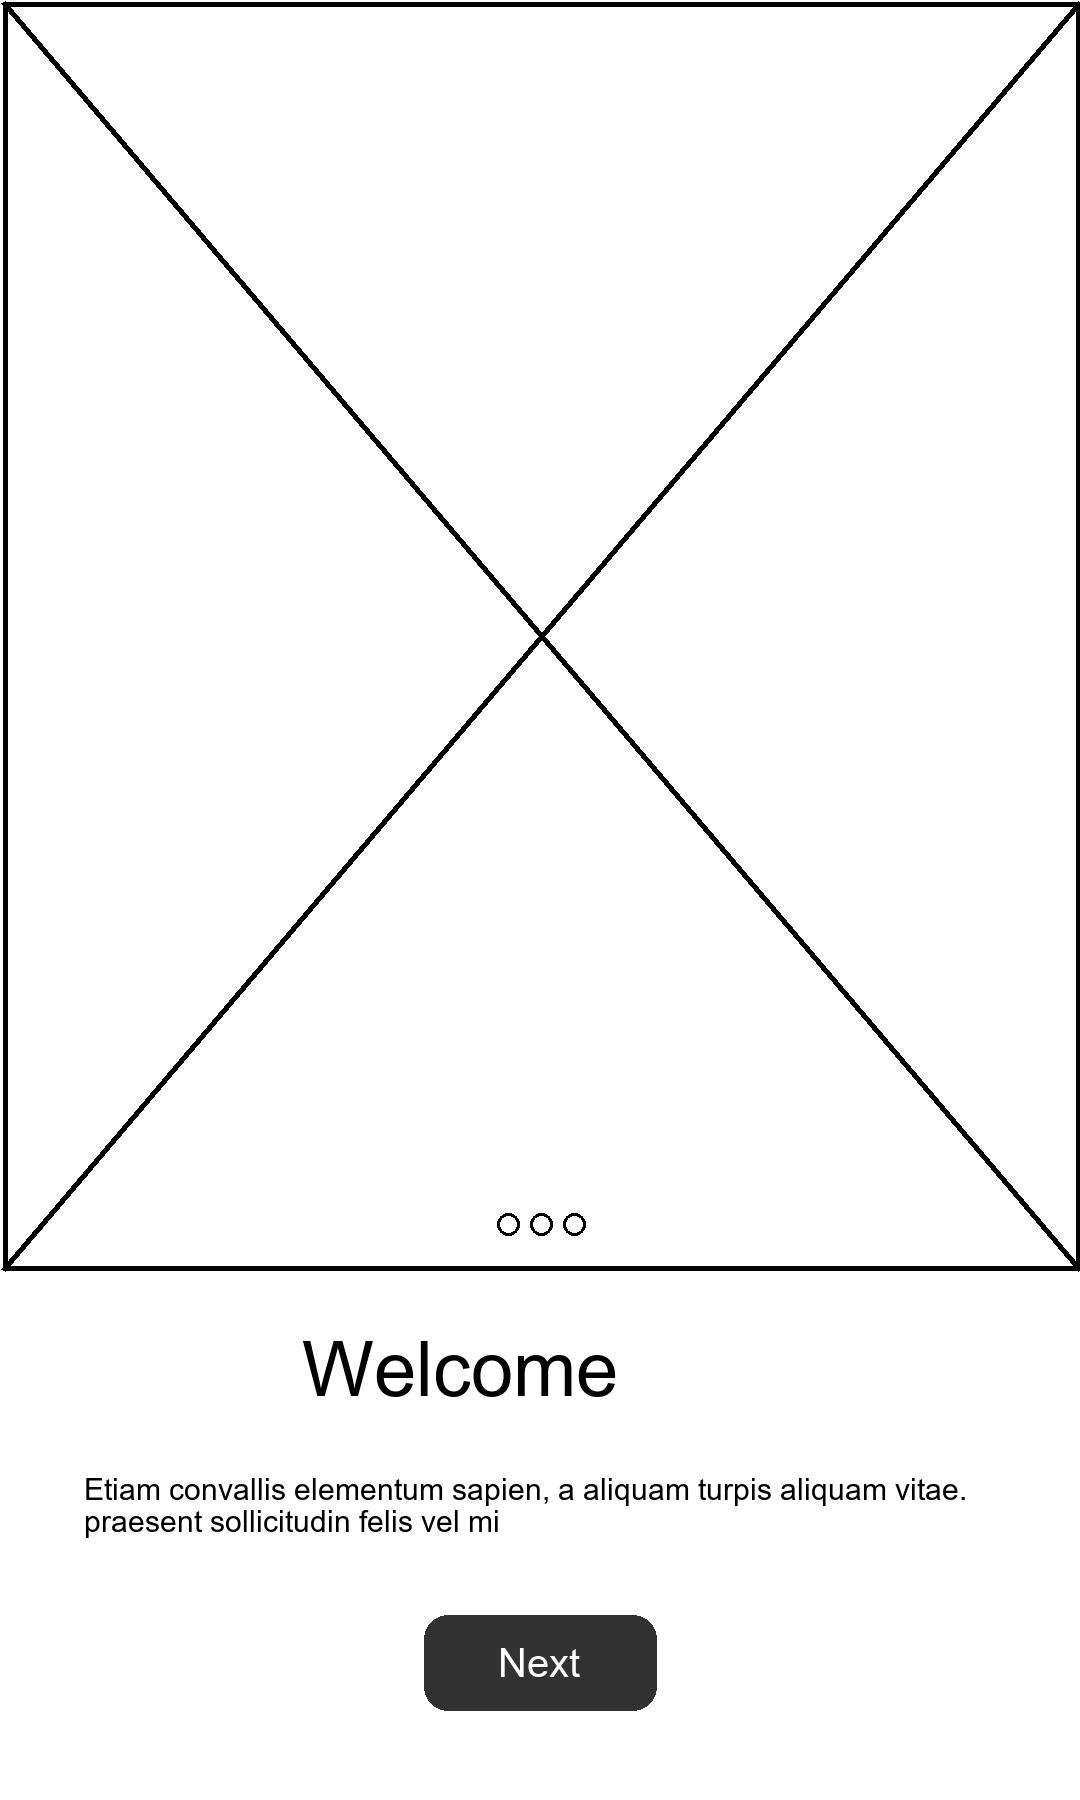 Welcome
Etiam convallis elementum sapien, a aliquam turpis aliquam vitae.
praesent sollicitudin felis vel mi
Next